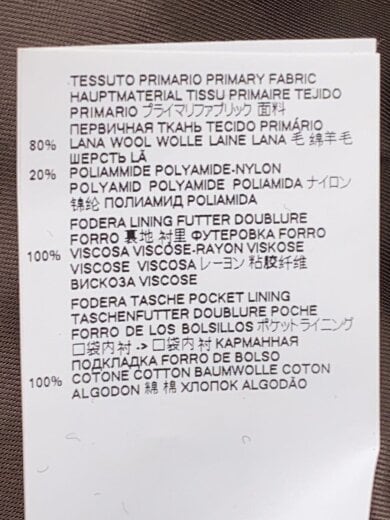 TESSUTO PRIMARIO PRIMARY FABRIC
HAUPTMATERIAL TISSU PRIMAIRE TEJIDO
PRIMARIO プライマリファブリック 面料
ПЕРВИЧНАЯ ТКАНЬ TECIDO PRIMÁRIO
80% LANA WOOL WOLLE LAINE LANA 毛 綿羊毛
ШЕРСТЬ LÃ
20% POLIAMMIDE POLYAMIDE-NYLON
POLYAMID POLYAMIDE POLIAMIDA ナイロン
锦纶 ПОЛИАМИД POLIAMIDA
FODERA LINING FUTTER DOUBLURE
FORRO 裏地 衬里 ФУТЕРОВКА FORRO
100% VISCOSA VISCOSE-RAYON VISKOSE
VISCOSE VISCOSA レーヨン 粘胶纤维
ВИСКОЗА VISCOSE
FODERA TASCHE POCKET LINING
TASCHENFUTTER DOUBLURE POCHE
FORRO DE LOS BOLSILLOS ポケットライニング
口袋内衬 -> 口袋内衬 КАРМАННАЯ
ПОДКЛАДКА FORRO DE BOLSO
100% COTONE COTTON BAUMWOLLE COTON
ALGODON 綿 棉 ХЛОПОК ALGODÃO